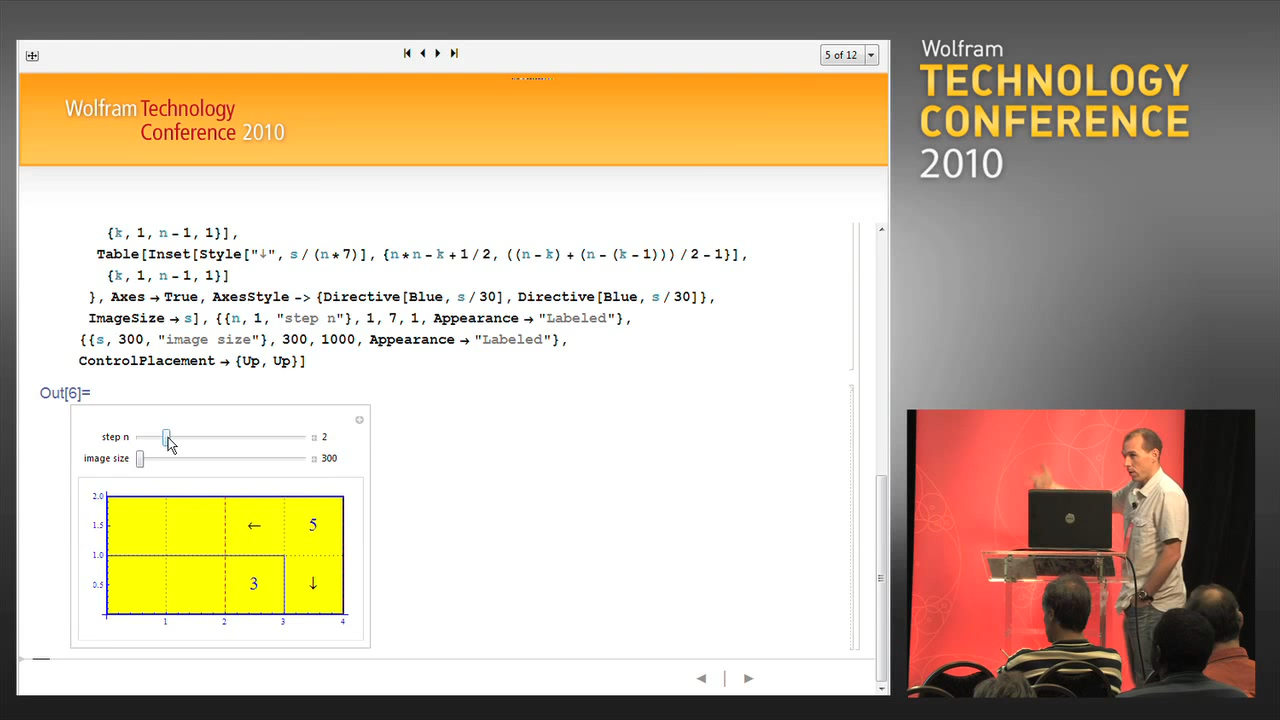 5 of 12
Wolfram
TECHNOLOGY
CONFERENCE
2010
Wolfram Technology
Conference 2010
{k, 1, n - 1, 1}],
Table[Inset[Style["↓", s / (n * 7)], {n * n - k + 1 / 2, ((n - k) + (n - (k - 1))) / 2 - 1}],
{k, 1, n - 1, 1}]
}, Axes → True, AxesStyle -> {Directive[Blue, s / 30], Directive[Blue, s / 30]},
ImageSize → s], {{n, 1, "step n"}, 1, 7, 1, Appearance → "Labeled"},
{{s, 300, "image size"}, 300, 1000, Appearance → "Labeled"},
ControlPlacement → {Up, Up}]
Out[6]=
step n 2
image size 300
2.0
1.5 ← 5
1.0
0.5 3 ↓
1 2 3 4